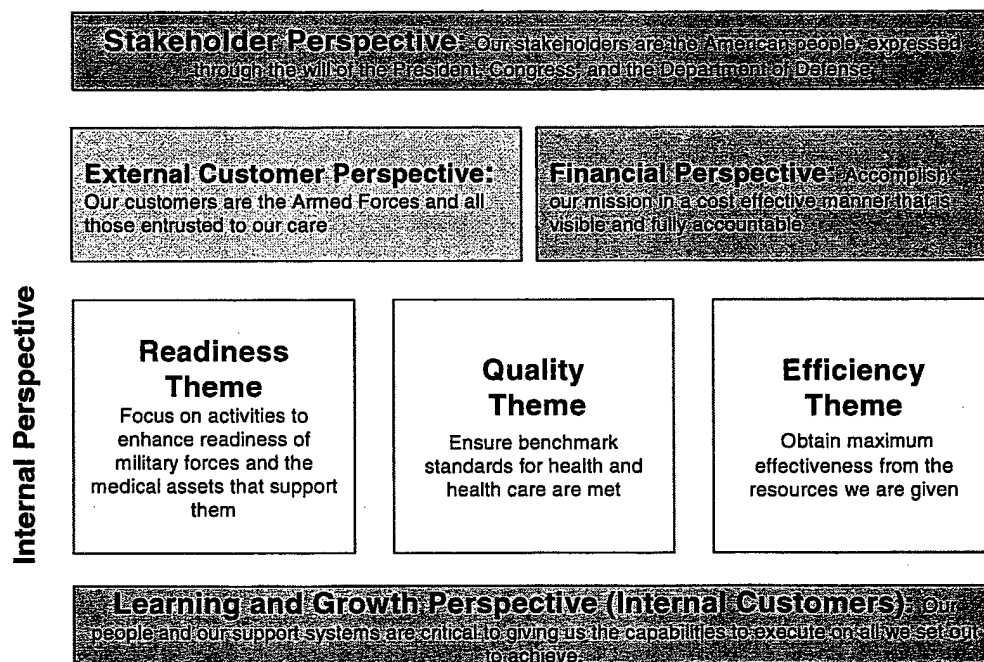 Stakeholder Perspective: Our stakeholders are the American people, expressed
through the will of the President, Congress, and the Department of Defense.
External Customer Perspective:
Our customers are the Armed Forces and all
those entrusted to our care
Financial Perspective: Accomplish
our mission in a cost effective manner that is
visible and fully accountable.
Internal Perspective
Readiness
Theme
Focus on activities to
enhance readiness of
military forces and the
medical assets that support
them
Quality
Theme
Ensure benchmark
standards for health and
health care are met
Efficiency
Theme
Obtain maximum
effectiveness from the
resources we are given
Learning and Growth Perspective (Internal Customers): Our
people and our support systems are critical to giving us the capabilities to execute on all we set out
to achieve.